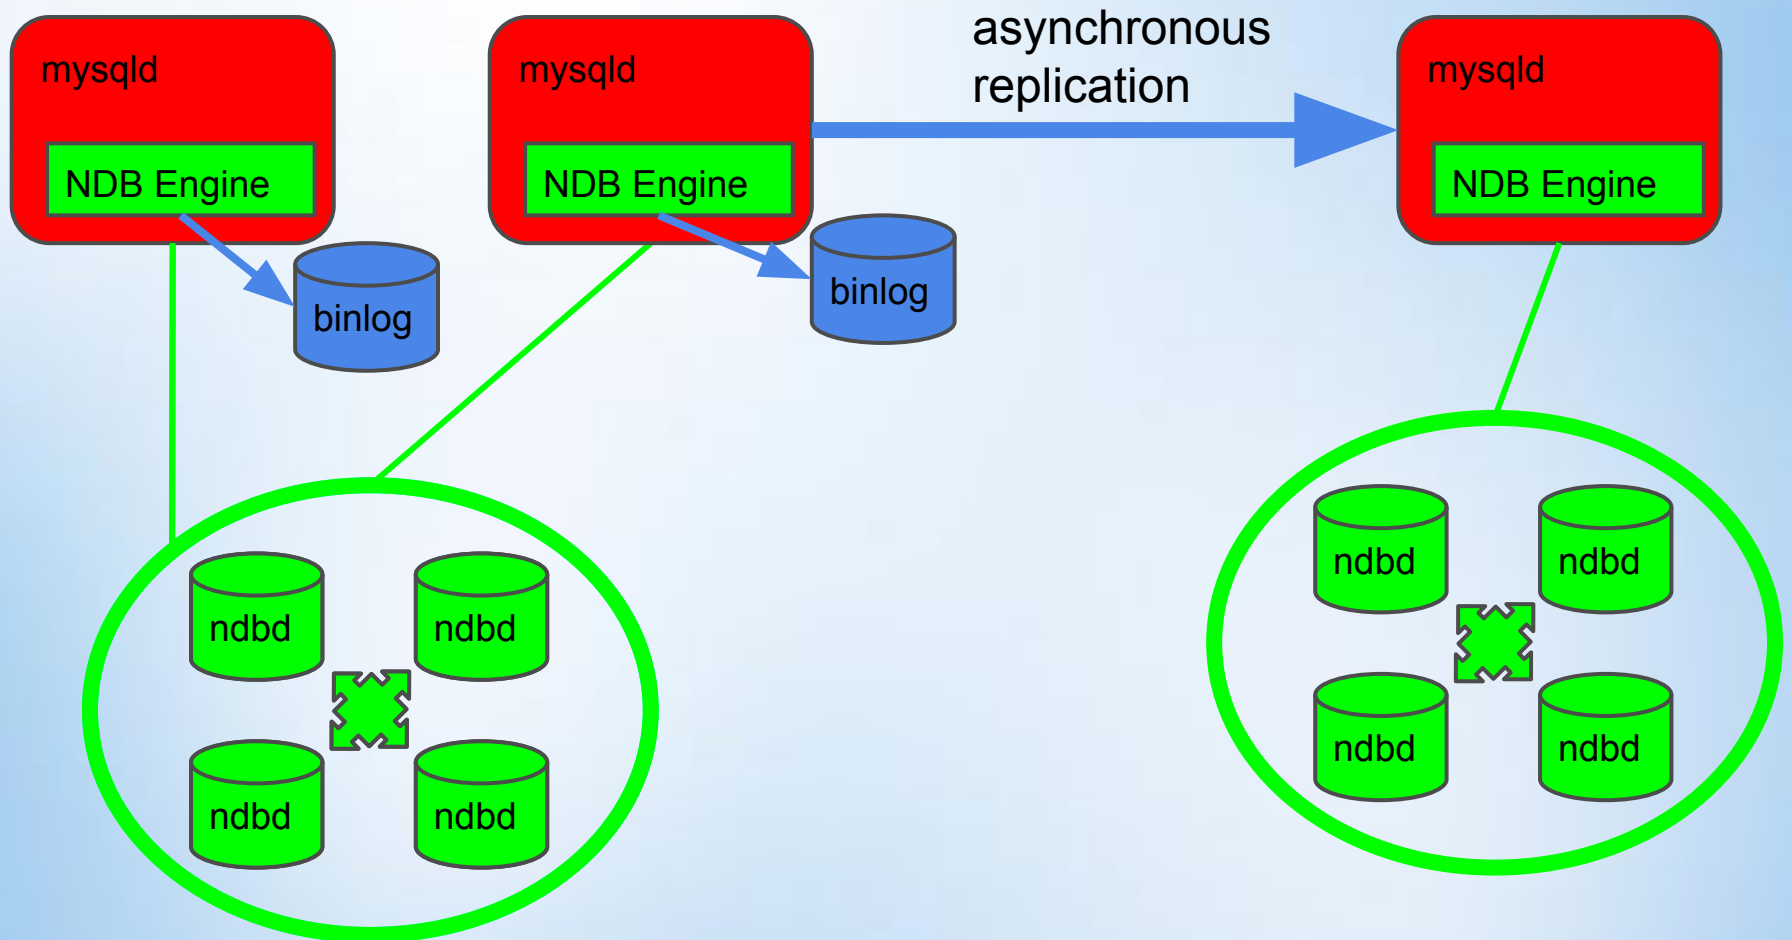 mysqld
NDB Engine
binlog
mysqld
NDB Engine
binlog
asynchronous
replication
mysqld
NDB Engine
ndbd
ndbd
ndbd
ndbd
ndbd
ndbd
ndbd
ndbd